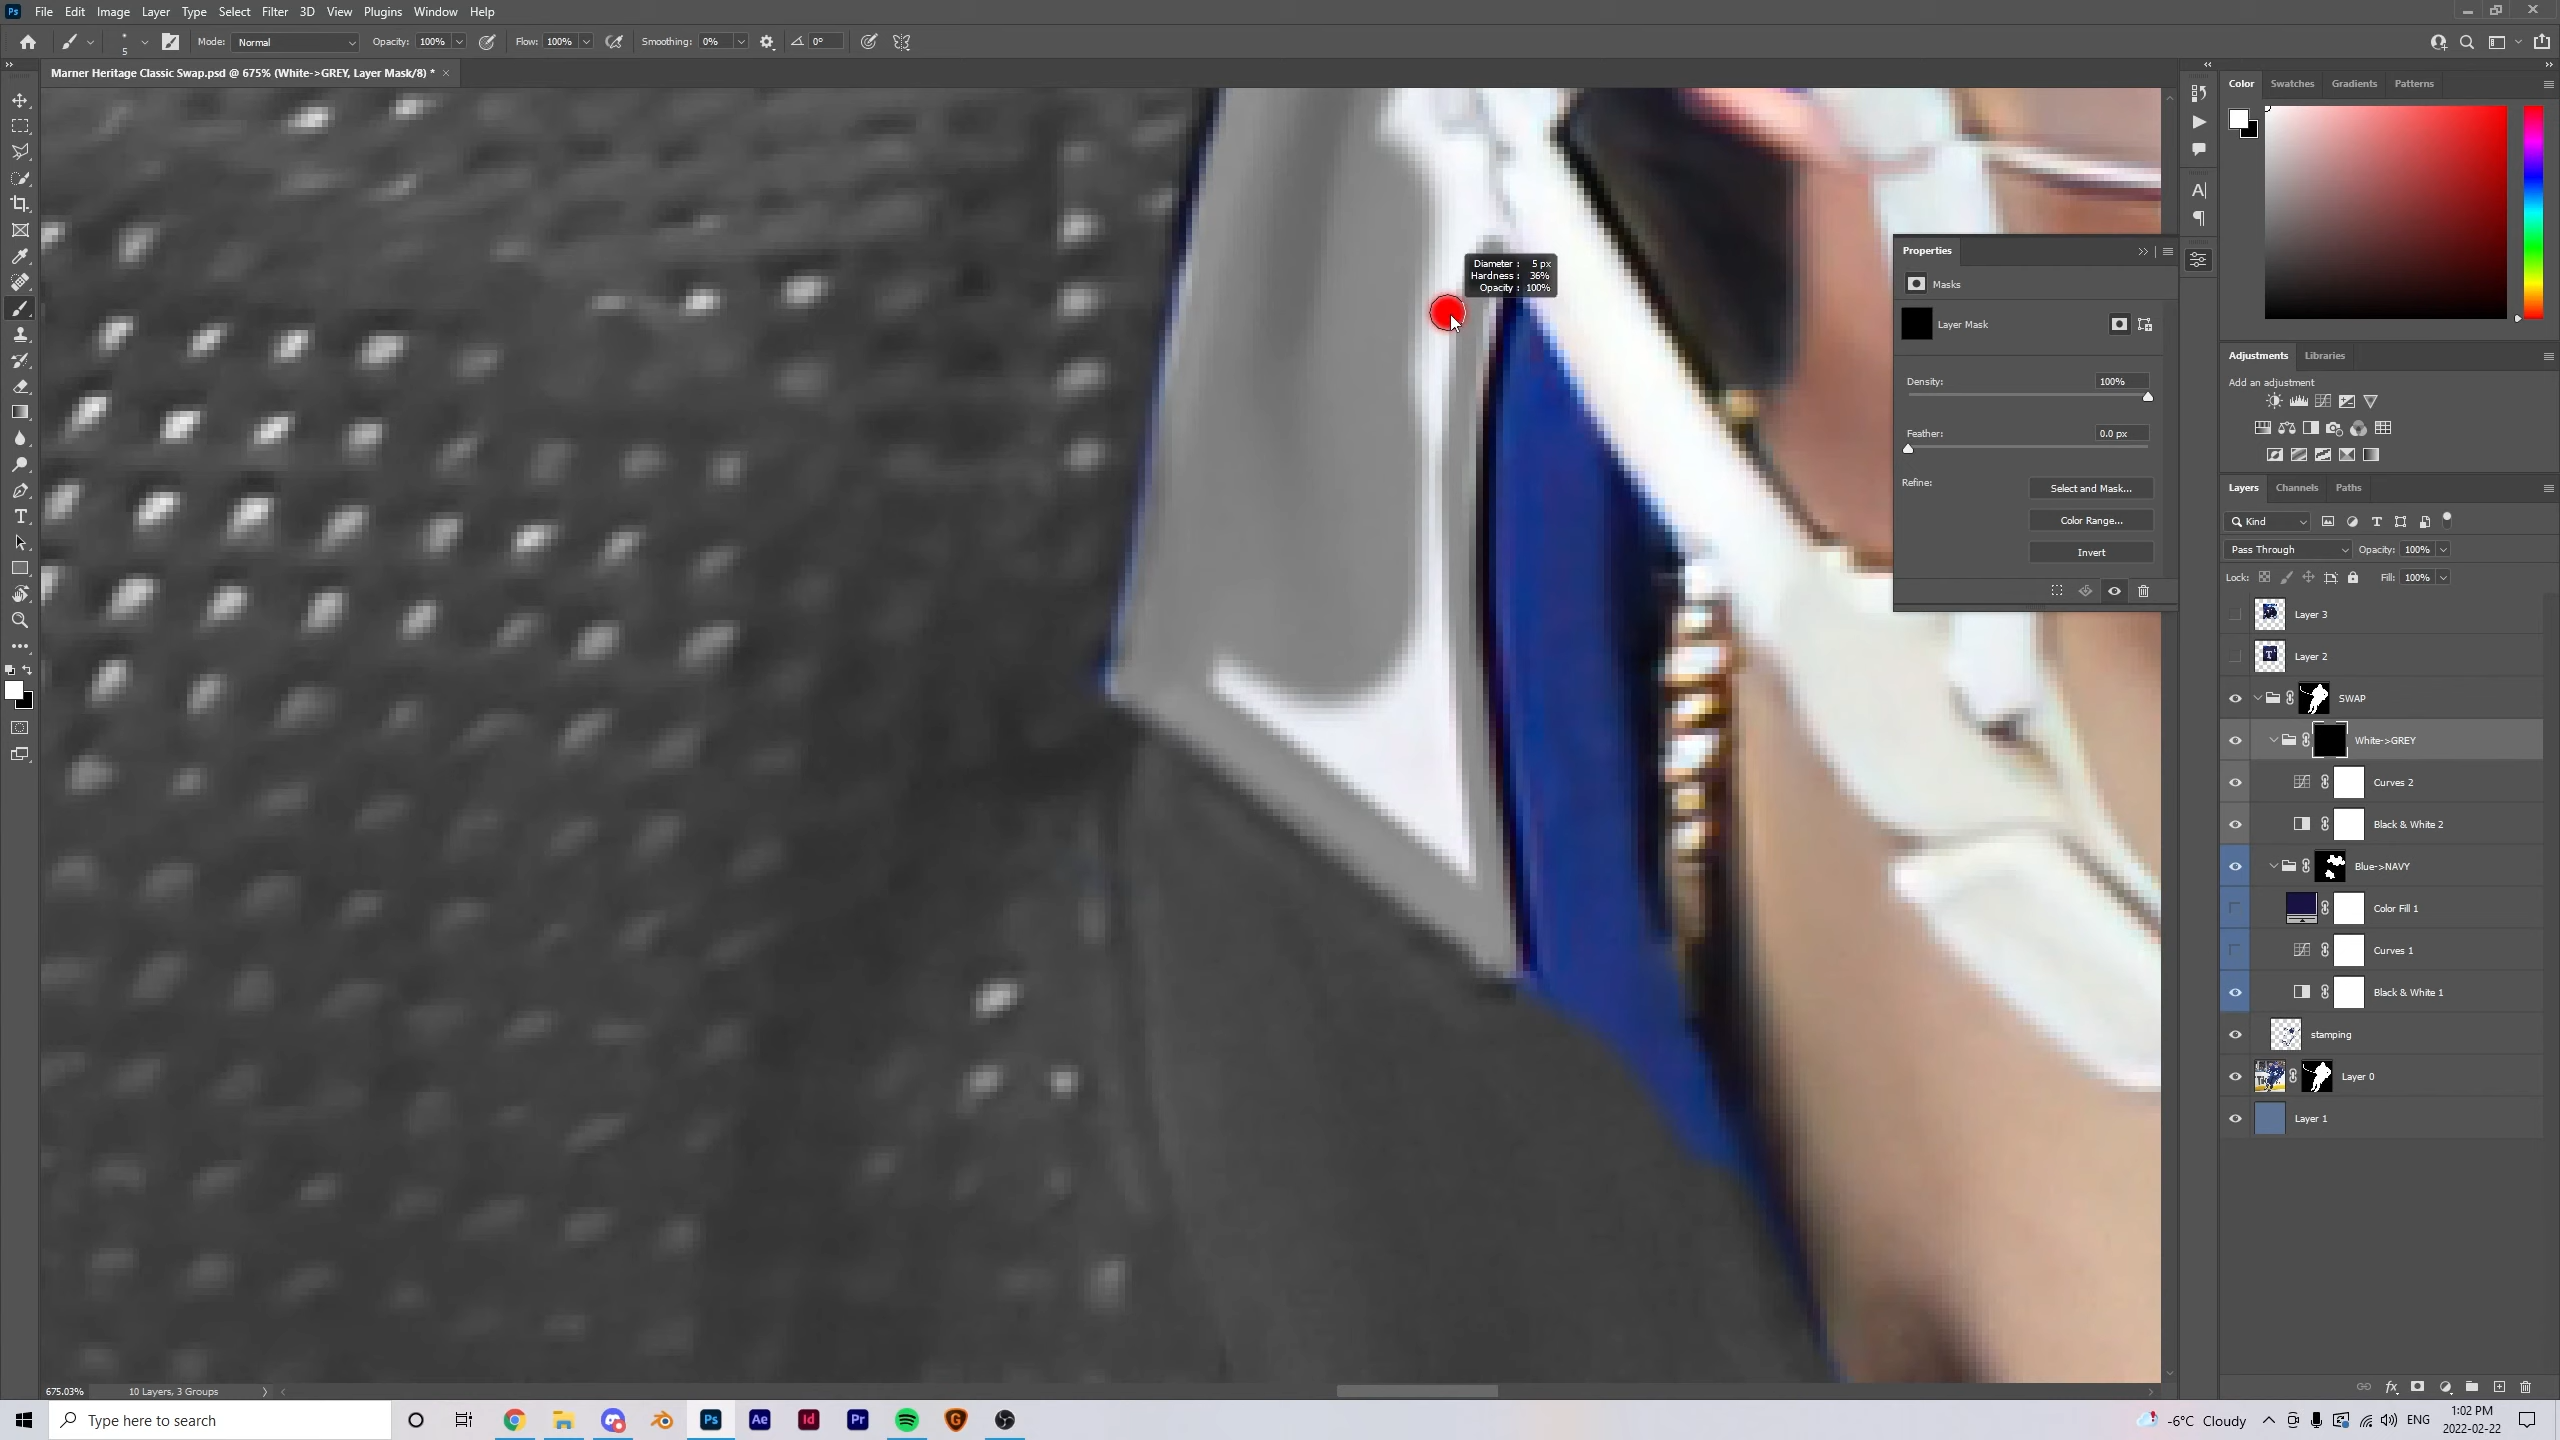 Ps File Edit Image Layer Type Select Filter 3D View Plugins Window Help
5 Mode: Normal Opacity: 100% Flow: 100% Smoothing: 0% 0°
Marner Heritage Classic Swap.psd @ 675% (White->GREY, Layer Mask/8) * ×
Color Swatches Gradients Patterns
Diameter : 5 px
Hardness : 36%
Opacity : 100%
Properties
Masks
Layer Mask
Density: 100%
Feather: 0.0 px
Refine:
Select and Mask...
Color Range...
Invert
Adjustments Libraries
Add an adjustment
Layers Channels Paths
Kind
Pass Through Opacity: 100%
Lock: Fill: 100%
Layer 3
Layer 2
SWAP
White->GREY
Curves 2
Black & White 2
Blue->NAVY
Color Fill 1
Curves 1
Black & White 1
stamping
Layer 0
Layer 1
675.03% 10 Layers, 3 Groups
Type here to search
Ps Ae Id Pr
-6°C Cloudy ENG
1:02 PM
2022-02-22